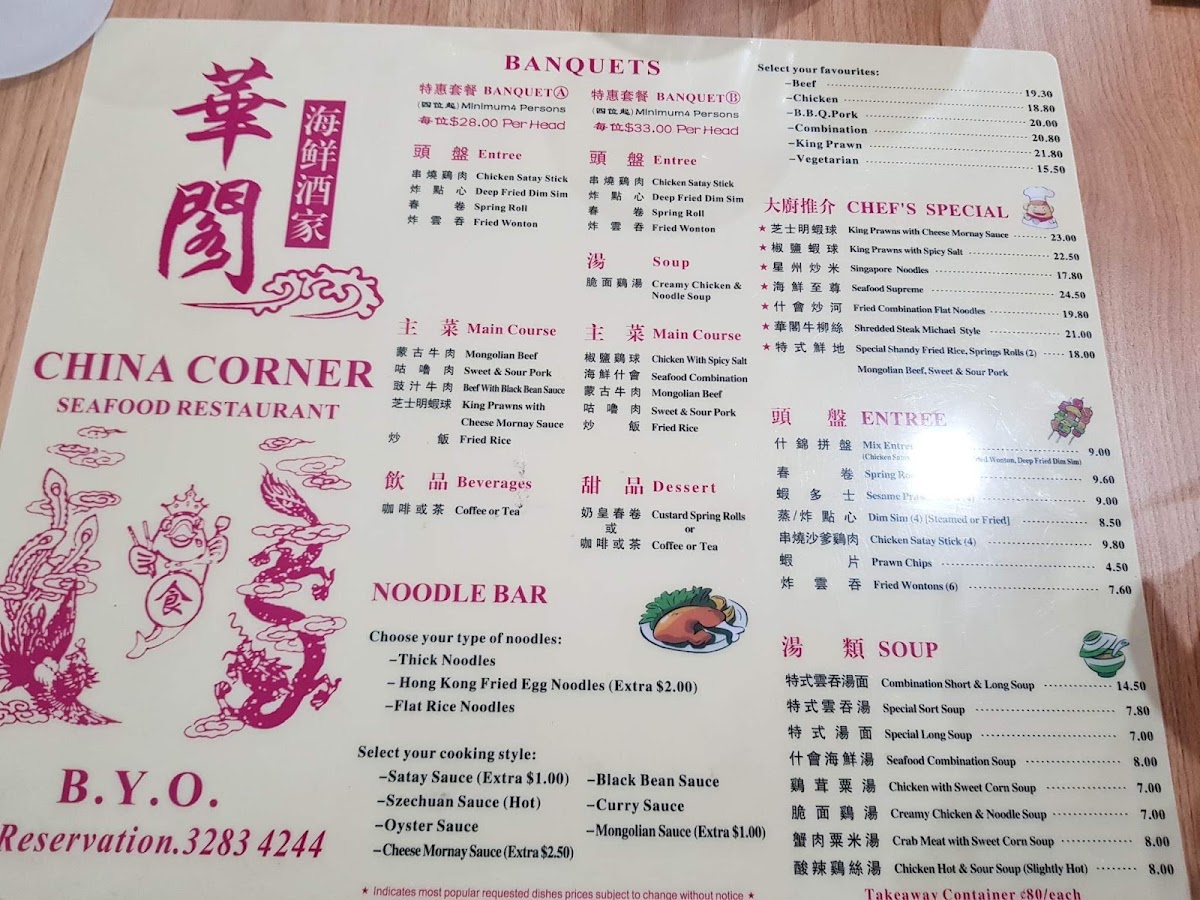 華閣
海鮮酒家
CHINA CORNER
SEAFOOD RESTAURANT
食
B.Y.O.
Reservation.3283 4244
BANQUETS
特惠套餐 BANQUET Ⓐ
(四位起) Minimum4 Persons
每位$28.00 Per Head
頭盤 Entree
串燒鷄肉 Chicken Satay Stick
炸點心 Deep Fried Dim Sim
春卷 Spring Roll
炸雲吞 Fried Wonton
主菜 Main Course
蒙古牛肉 Mongolian Beef
咕嚕肉 Sweet & Sour Pork
豉汁牛肉 Beef With Black Bean Sauce
芝士明蝦球 King Prawns with
Cheese Mornay Sauce
炒飯 Fried Rice
飲品 Beverages
咖啡或茶 Coffee or Tea
特惠套餐 BANQUET Ⓑ
(四位起) Minimum4 Persons
每位$33.00 Per Head
頭盤 Entree
串燒鷄肉 Chicken Satay Stick
炸點心 Deep Fried Dim Sim
春卷 Spring Roll
炸雲吞 Fried Wonton
湯 Soup
脆面鷄湯 Creamy Chicken &
Noodle Soup
主菜 Main Course
椒鹽鷄球 Chicken With Spicy Salt
海鮮什會 Seafood Combination
蒙古牛肉 Mongolian Beef
咕嚕肉 Sweet & Sour Pork
炒飯 Fried Rice
甜品 Dessert
奶皇春卷 Custard Spring Rolls
或 or
咖啡或茶 Coffee or Tea
NOODLE BAR
Choose your type of noodles:
–Thick Noodles
–Hong Kong Fried Egg Noodles (Extra $2.00)
–Flat Rice Noodles
Select your cooking style:
–Satay Sauce (Extra $1.00)
–Szechuan Sauce (Hot)
–Oyster Sauce
–Cheese Mornay Sauce (Extra $2.50)
–Black Bean Sauce
–Curry Sauce
–Mongolian Sauce (Extra $1.00)
★ Indicates most popular requested dishes prices subject to change without notice ★
Select your favourites:
–Beef 19.30
–Chicken 18.80
–B.B.Q.Pork 20.00
–Combination 20.80
–King Prawn 21.80
–Vegetarian 15.50
大廚推介 CHEF'S SPECIAL
★ 芝士明蝦球 King Prawns with Cheese Mornay Sauce 23.00
★ 椒鹽蝦球 King Prawns with Spicy Salt 22.50
★ 星州炒米 Singapore Noodles 17.80
★ 海鮮至尊 Seafood Supreme 24.50
★ 什會炒河 Fried Combination Flat Noodles 19.80
★ 華閣牛柳絲 Shredded Steak Michael Style 21.00
★ 特式鮮地 Special Shandy Fried Rice, Springs Rolls (2) 18.00
Mongolian Beef, Sweet & Sour Pork
頭盤 ENTREE
什錦拼盤 Mix Entree 9.00
(Chicken Satay Wonton, Deep Fried Dim Sim)
春卷 Spring 9.60
蝦多士 Sesame 9.00
蒸/炸點心 Dim Sim (4) [Steamed or Fried] 8.50
串燒沙爹鷄肉 Chicken Satay Stick (4) 9.80
蝦片 Prawn Chips 4.50
炸雲吞 Fried Wontons (6) 7.60
湯類 SOUP
特式雲吞湯面 Combination Short & Long Soup 14.50
特式雲吞湯 Special Sort Soup 7.80
特式湯面 Special Long Soup 7.00
什會海鮮湯 Seafood Combination Soup 8.00
鷄茸粟湯 Chicken with Sweet Corn Soup 7.00
脆面鷄湯 Creamy Chicken & Noodle Soup 7.00
蟹肉粟米湯 Crab Meat with Sweet Corn Soup 8.00
酸辣鷄絲湯 Chicken Hot & Sour Soup (Slightly Hot) 8.00
Takeaway Container ¢80/each